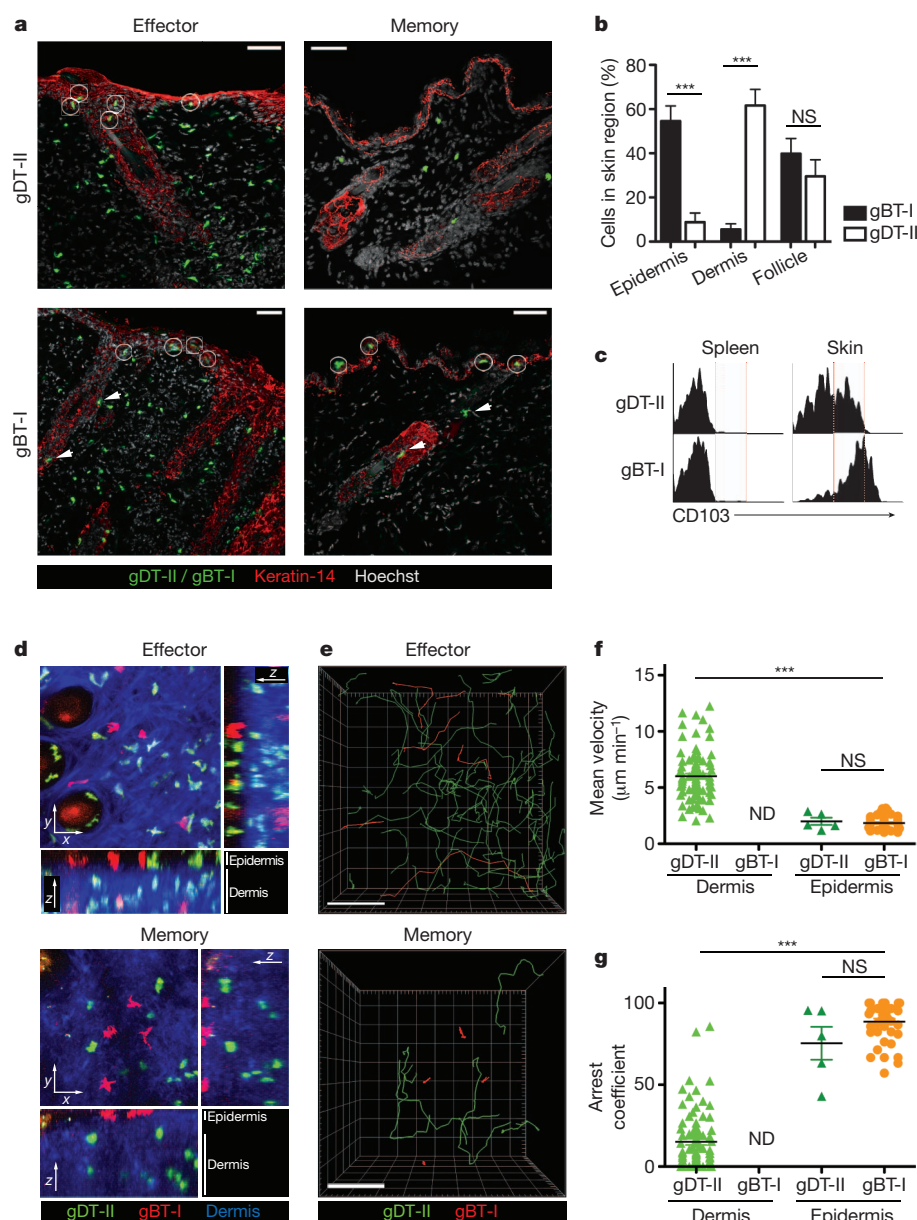 a
Effector
Memory
gDT-II
gBT-I
gDT-II / gBT-I Keratin-14 Hoechst
b
Cells in skin region (%)
80
60
40
20
0
***
***
NS
Epidermis
Dermis
Follicle
gBT-I
gDT-II
c
Spleen
Skin
gDT-II
gBT-I
CD103
d
Effector
z
y
x
z
Epidermis
Dermis
Memory
z
y
x
z
Epidermis
Dermis
gDT-II gBT-I Dermis
e
Effector
Memory
gDT-II gBT-I
f
Mean velocity
(μm min⁻¹)
15
10
5
0
***
NS
ND
gDT-II gBT-I gDT-II gBT-I
Dermis Epidermis
g
Arrest
coefficient
100
50
0
***
NS
ND
gDT-II gBT-I gDT-II gBT-I
Dermis Epidermis